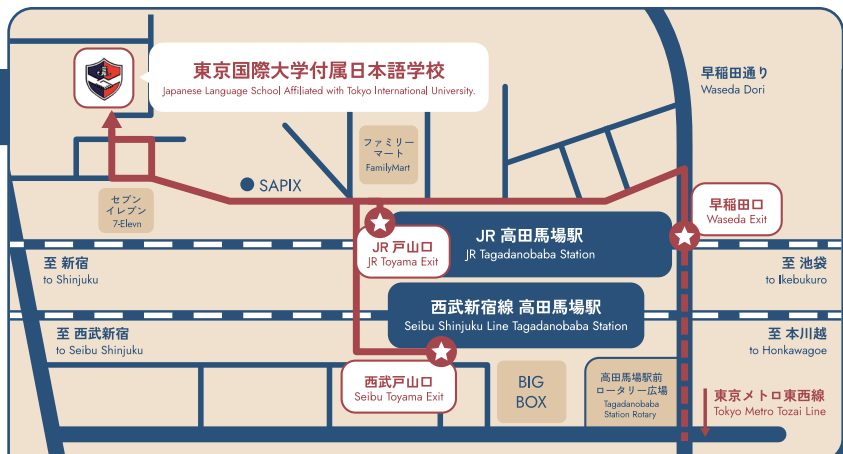 東京国際大学付属日本語学校
Japanese Language School Affiliated with Tokyo International University.
早稲田通り
Waseda Dori
ファミリー
マート
FamilyMart
SAPIX
セブン
イレブン
7-Elevn
早稲田口
Waseda Exit
JR 高田馬場駅
JR Tagadanobaba Station
JR 戸山口
JR Toyama Exit
至 新宿
to Shinjuku
至 池袋
to Ikebukuro
西武新宿線 高田馬場駅
Seibu Shinjuku Line Tagadanobaba Station
至 西武新宿
to Seibu Shinjuku
至 本川越
to Honkawagoe
西武戸山口
Seibu Toyama Exit
BIG
BOX
高田馬場駅前
ロータリー広場
Tagadanobaba
Station Rotary
東京メトロ東西線
Tokyo Metro Tozai Line